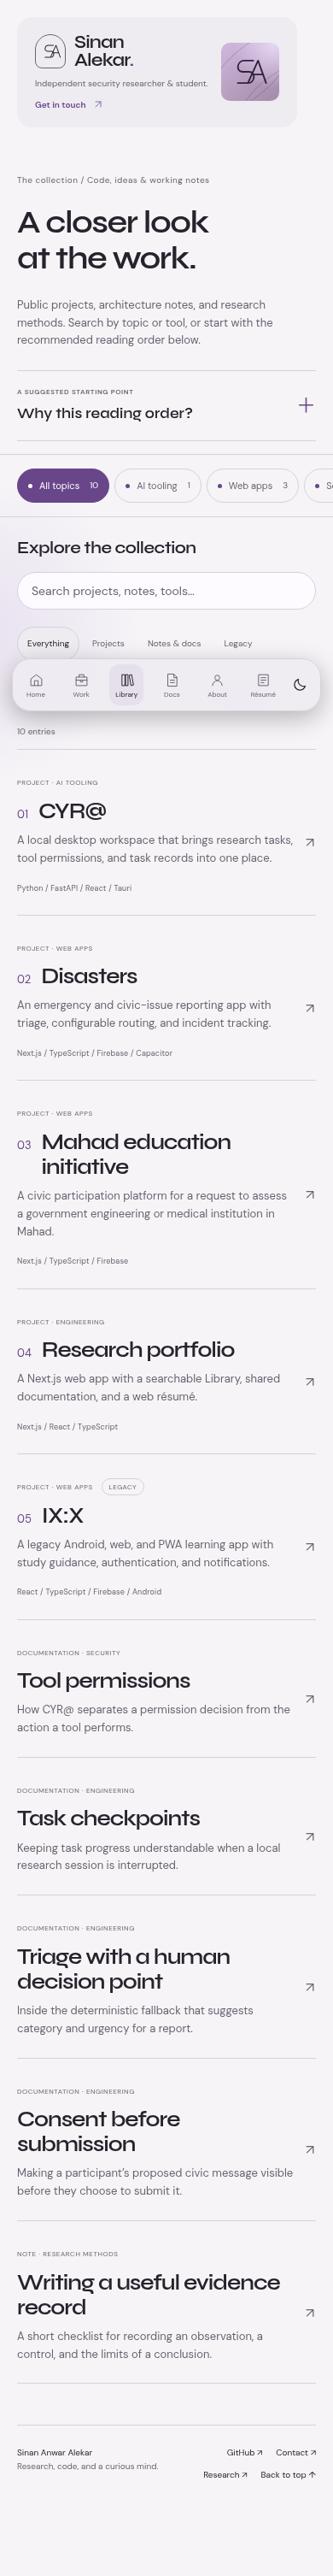 SA
Sinan
Alekar.
SA
Independent security researcher & student.
Get in touch ↗
The collection / Code, ideas & working notes
A closer look
at the work.
Public projects, architecture notes, and research
methods. Search by topic or tool, or start with the
recommended reading order below.
A SUGGESTED STARTING POINT
Why this reading order?
All topics 10
AI tooling 1
Web apps 3
Explore the collection
Search projects, notes, tools...
Everything
Projects
Notes & docs
Legacy
Home
Work
Library
Docs
About
Résumé
10 entries
PROJECT · AI TOOLING
01 CYR@
A local desktop workspace that brings research tasks,
tool permissions, and task records into one place.
Python / FastAPI / React / Tauri
PROJECT · WEB APPS
02 Disasters
An emergency and civic-issue reporting app with
triage, configurable routing, and incident tracking.
Next.js / TypeScript / Firebase / Capacitor
PROJECT · WEB APPS
03 Mahad education
initiative
A civic participation platform for a request to assess
a government engineering or medical institution in
Mahad.
Next.js / TypeScript / Firebase
PROJECT · ENGINEERING
04 Research portfolio
A Next.js web app with a searchable Library, shared
documentation, and a web résumé.
Next.js / React / TypeScript
PROJECT · WEB APPS LEGACY
05 IX:X
A legacy Android, web, and PWA learning app with
study guidance, authentication, and notifications.
React / TypeScript / Firebase / Android
DOCUMENTATION · SECURITY
Tool permissions
How CYR@ separates a permission decision from the
action a tool performs.
DOCUMENTATION · ENGINEERING
Task checkpoints
Keeping task progress understandable when a local
research session is interrupted.
DOCUMENTATION · ENGINEERING
Triage with a human
decision point
Inside the deterministic fallback that suggests
category and urgency for a report.
DOCUMENTATION · ENGINEERING
Consent before
submission
Making a participant’s proposed civic message visible
before they choose to submit it.
NOTE · RESEARCH METHODS
Writing a useful evidence
record
A short checklist for recording an observation, a
control, and the limits of a conclusion.
Sinan Anwar Alekar
Research, code, and a curious mind.
GitHub ↗ Contact ↗
Research ↗ Back to top ↑